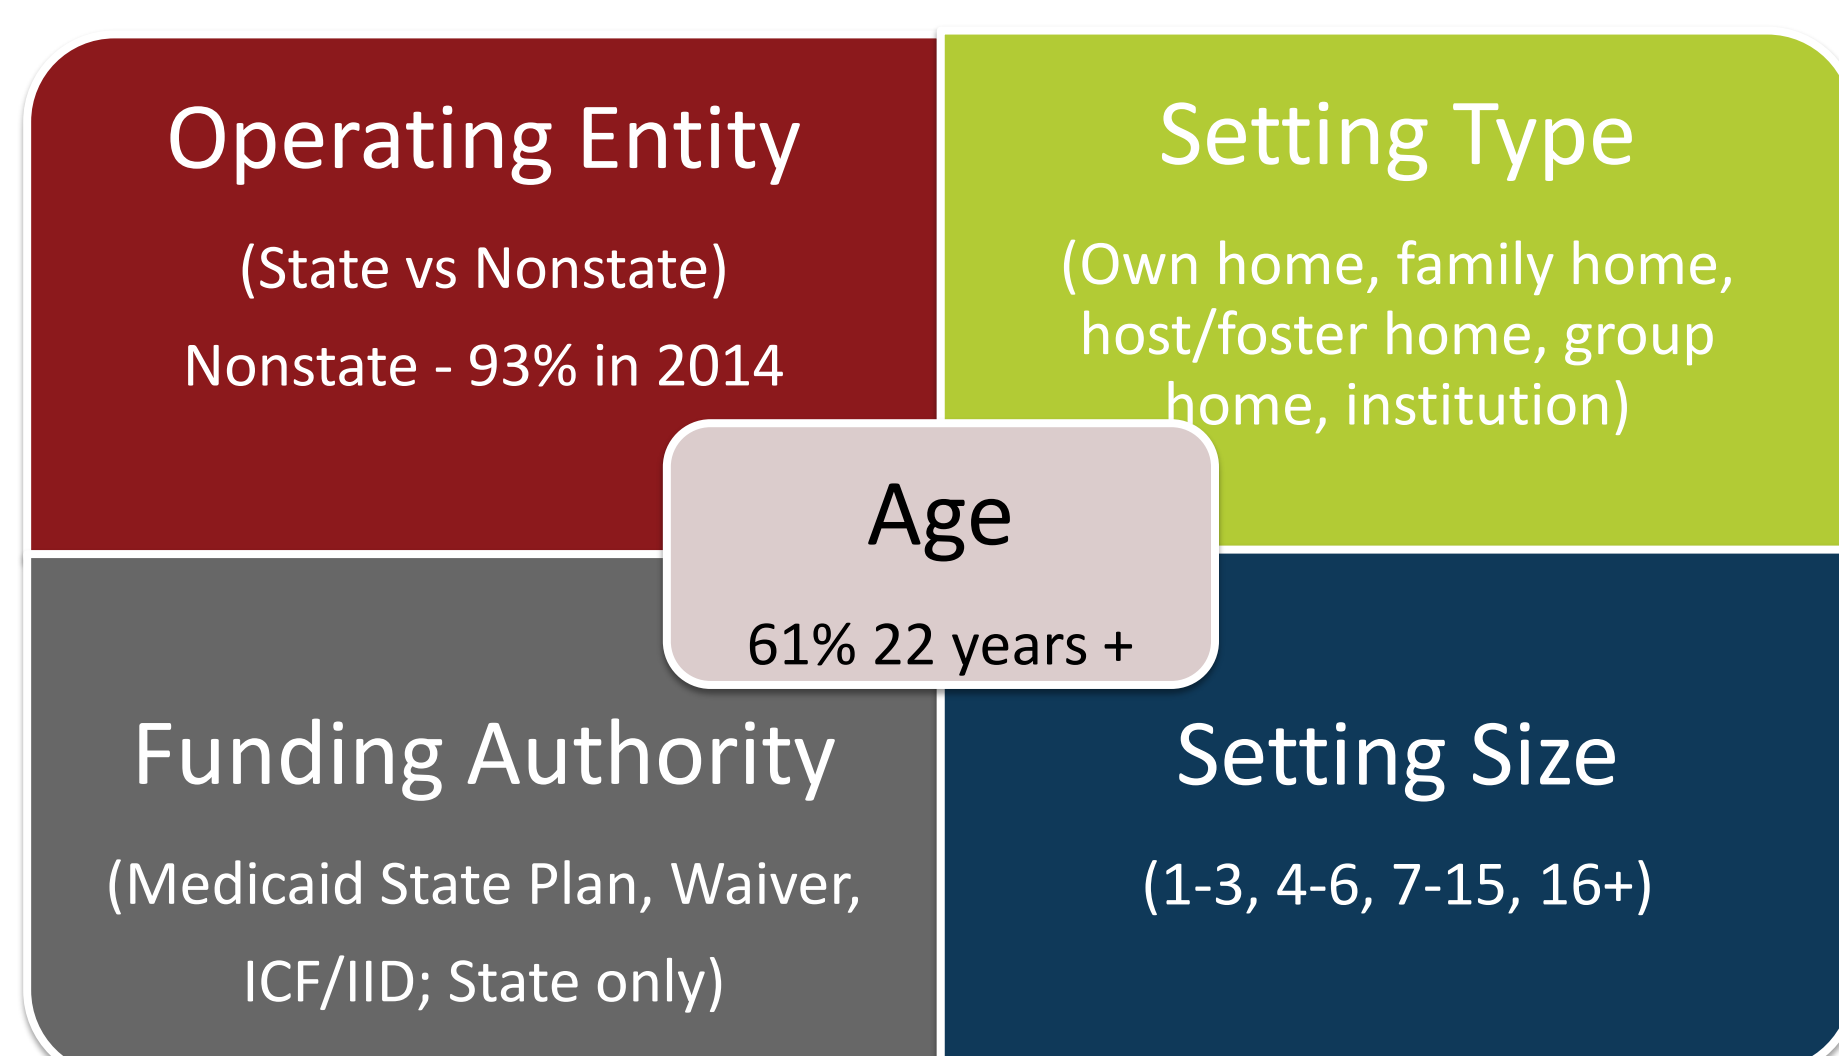 Operating Entity
(State vs Nonstate)
Nonstate - 93% in 2014
Setting Type
(Own home, family home,
host/foster home, group
home, institution)
Age
61% 22 years +
Funding Authority
(Medicaid State Plan, Waiver,
ICF/IID; State only)
Setting Size
(1-3, 4-6, 7-15, 16+)